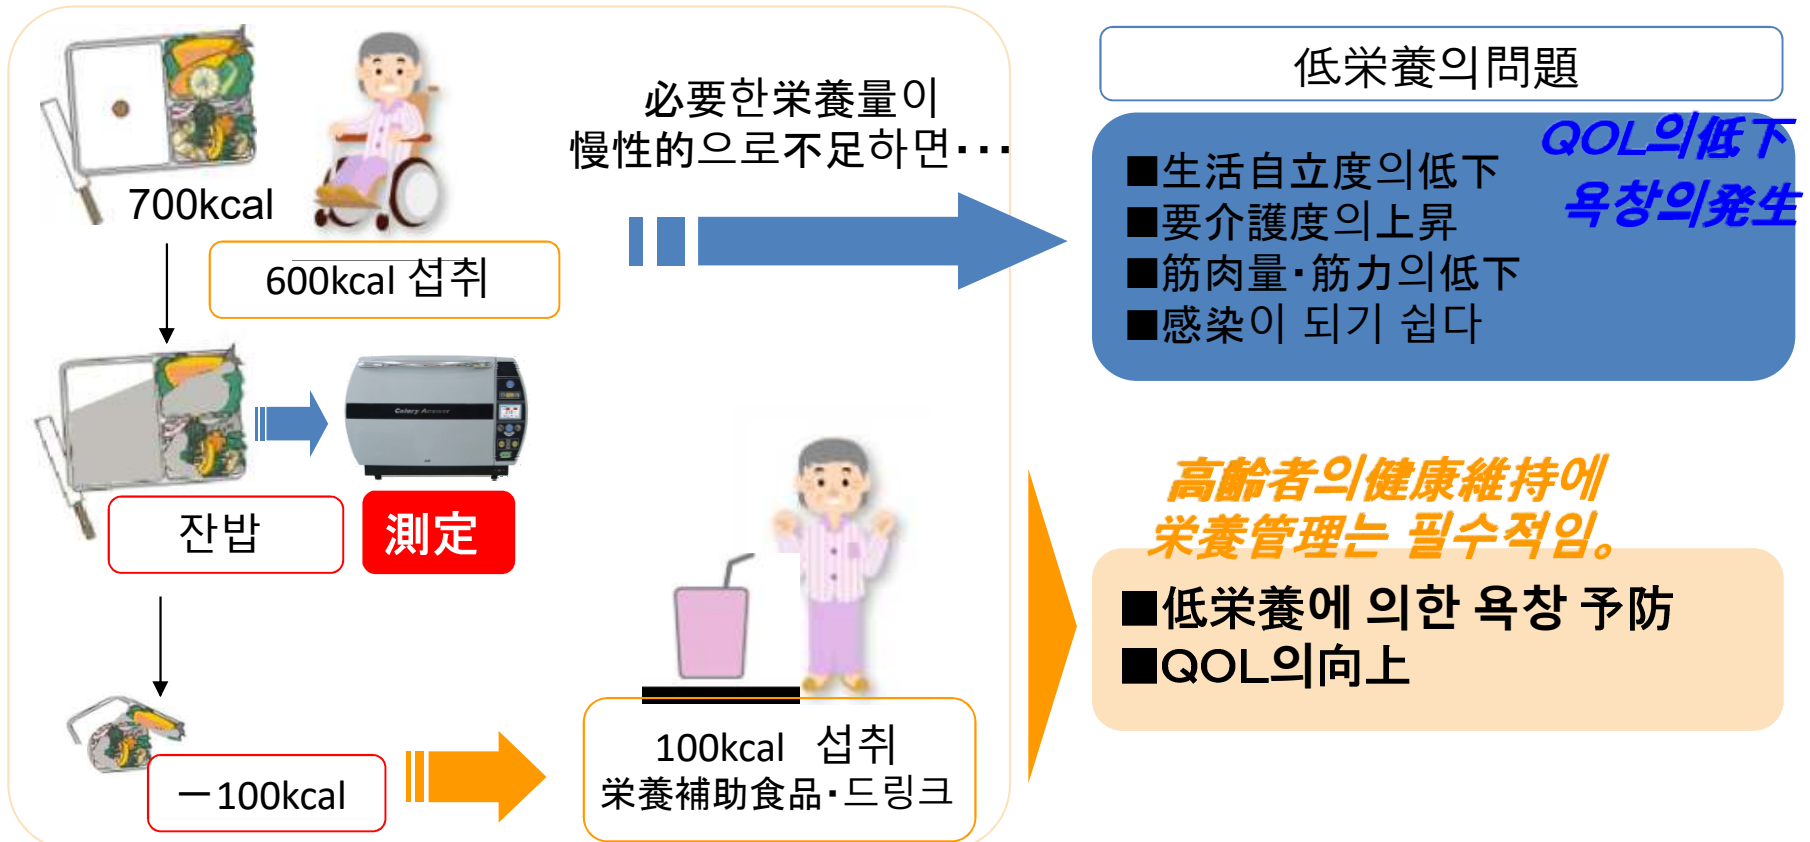 700kcal
600kcal 섭취
必要한栄養量이
慢性的으로不足하면・・・
低栄養의問題
QOL의低下
욕창의発生
■生活自立度의低下
■要介護度의上昇
■筋肉量・筋力의低下
■感染이 되기 쉽다
Calory Answer
잔밥
測定
ー100kcal
100kcal 섭취
栄養補助食品・드링크
高齢者의健康維持에
栄養管理는 필수적임。
■低栄養에 의한 욕창 予防
■QOL의向上